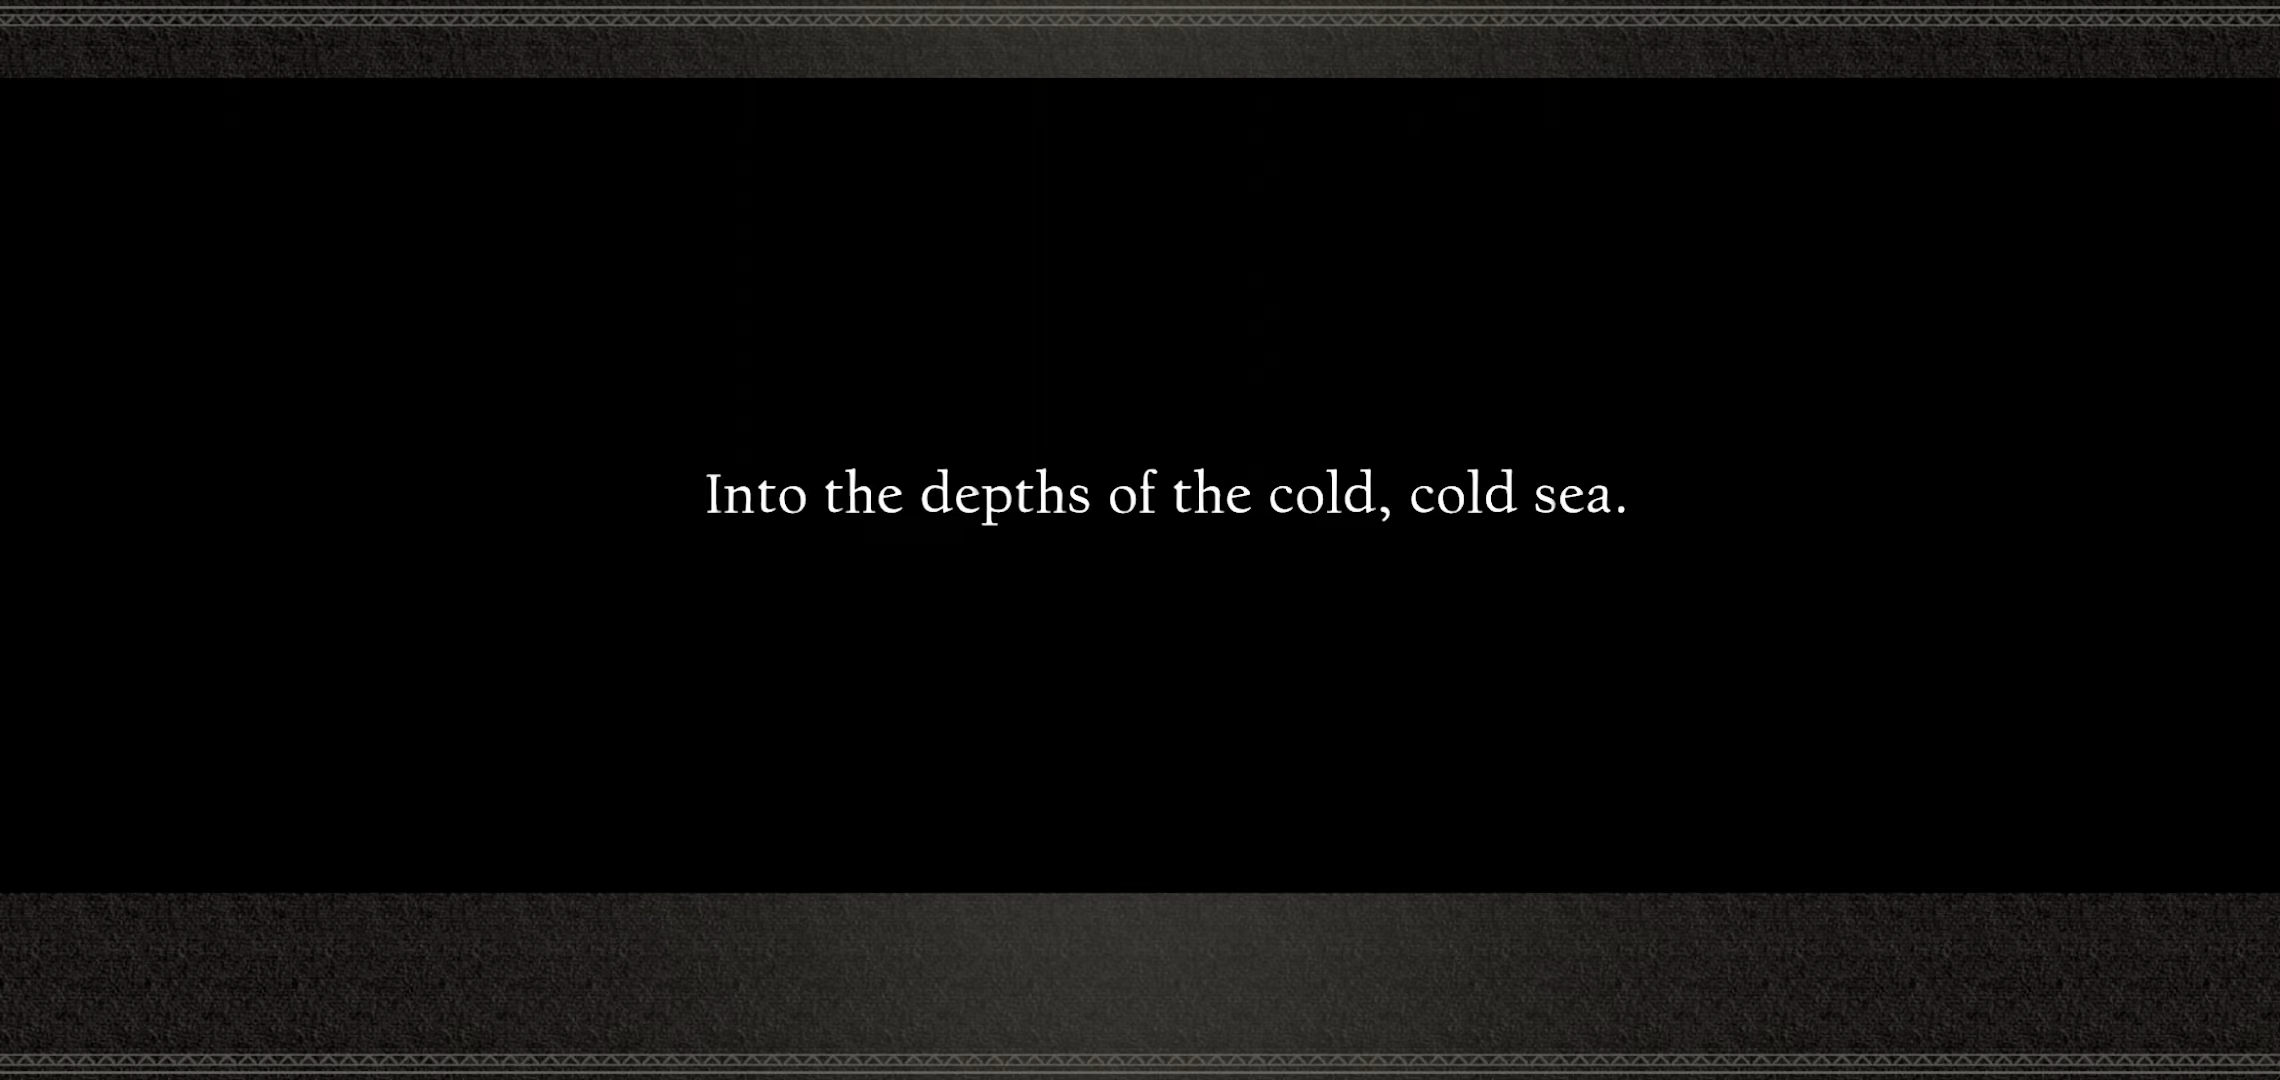 Into the depths of the cold, cold sea.